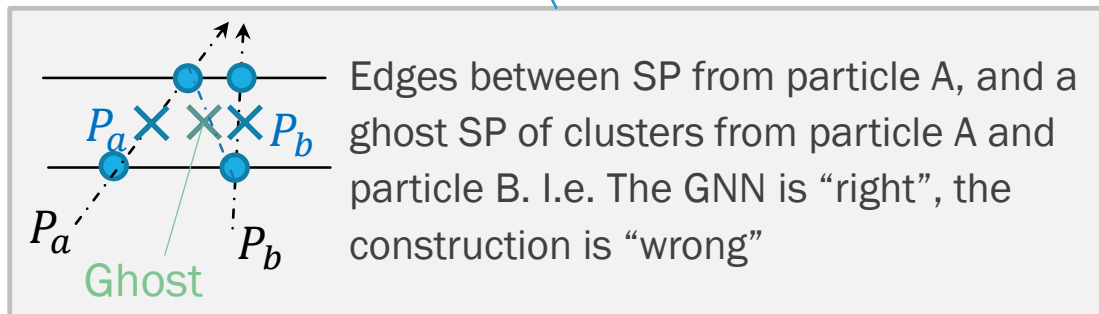 Edges between SP from particle A, and a
ghost SP of clusters from particle A and
particle B. I.e. The GNN is “right”, the
construction is “wrong”
Pa
Pb
Pa
Pb
Ghost